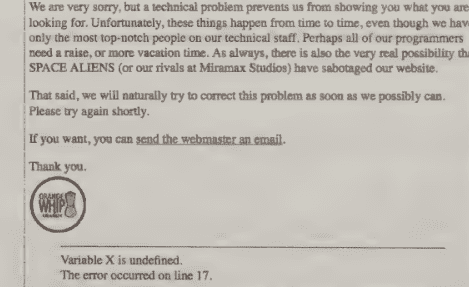 We are very sorry, but a technical problem prevents us from showing you what you are
looking for. Unfortunately, these things happen from time to time, even though we have
only the most top-notch people on our technical staff. Perhaps all of our programmers
need a raise, or more vacation time. As always, there is also the very real possibility tha
SPACE ALIENS (or our rivals at Miramax Studios) have sabotaged our website.
That said, we will naturally try to correct this problem as soon as we possibly can.
Please try again shortly.
If you want, you can send the webmaster an email.
Thank you.
ORANGE
WHIP
Variable X is undefined.
The error occurred on line 17.